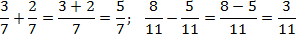 3/7 + 2/7 = (3 + 2)/7 = 5/7; 8/11 − 5/11 = (8 − 5)/11 = 3/11